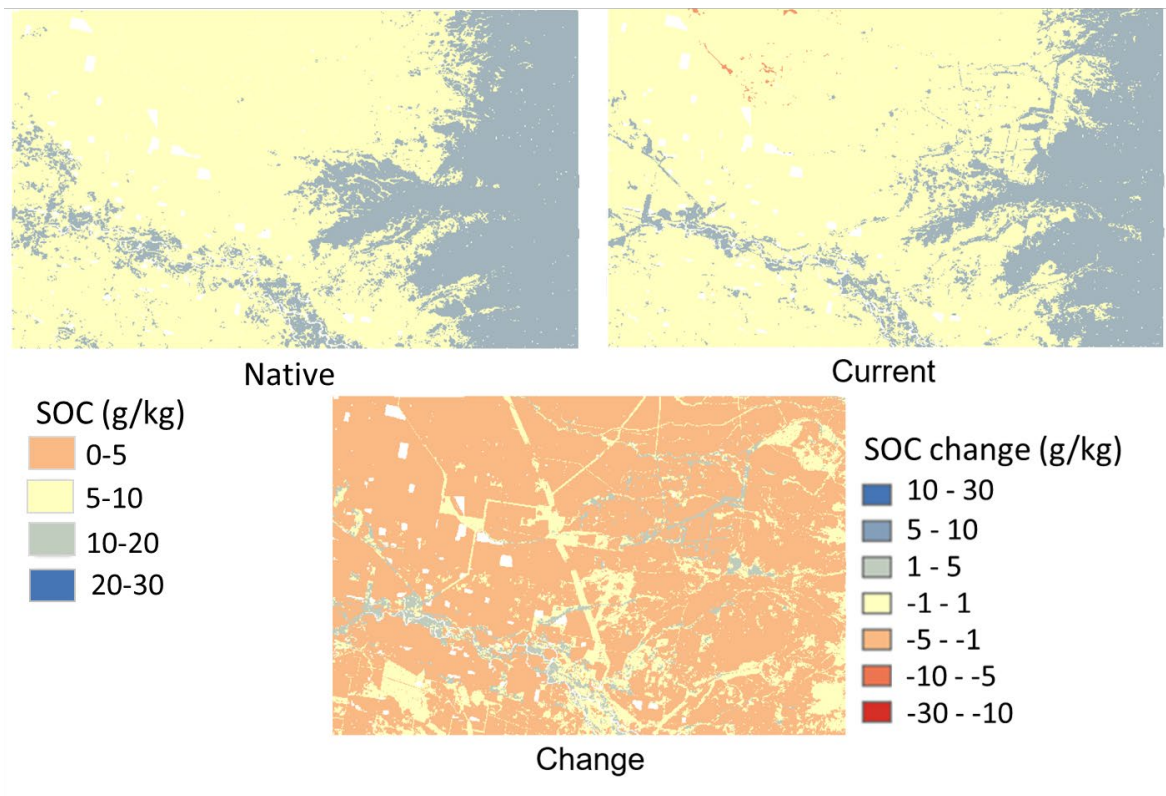 Native
Current
SOC (g/kg)
0-5
5-10
10-20
20-30
SOC change (g/kg)
10 - 30
5 - 10
1 - 5
-1 - 1
-5 - -1
-10 - -5
-30 - -10
Change